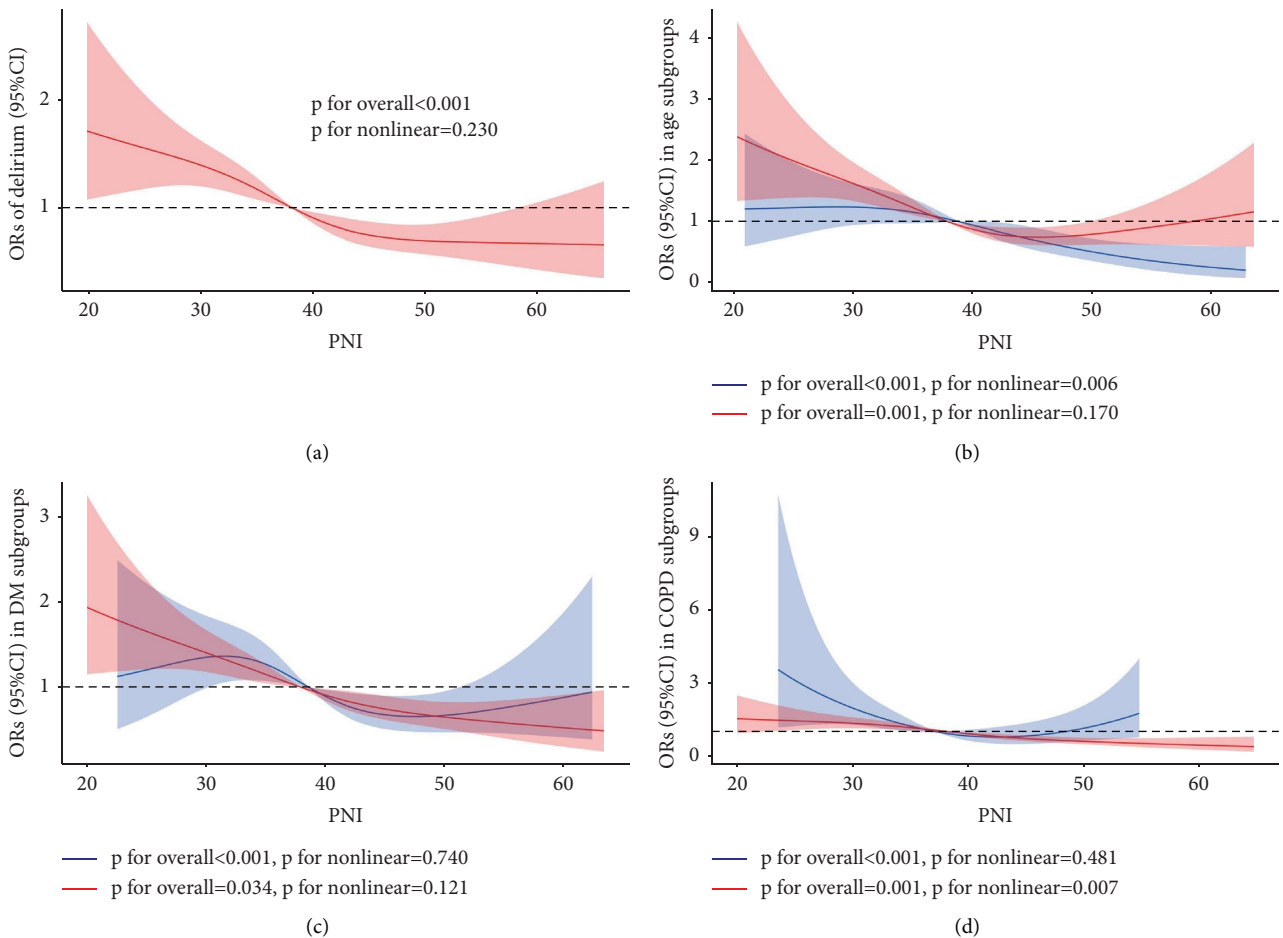 ORs of delirium (95%CI)
2
1
p for overall<0.001
p for nonlinear=0.230
20 30 40 50 60
PNI
(a)
ORs (95%CI) in age subgroups
4
3
2
1
0
20 30 40 50 60
PNI
p for overall<0.001, p for nonlinear=0.006
p for overall=0.001, p for nonlinear=0.170
(b)
ORs (95%CI) in DM subgroups
3
2
1
20 30 40 50 60
PNI
p for overall<0.001, p for nonlinear=0.740
p for overall=0.034, p for nonlinear=0.121
(c)
ORs (95%CI) in COPD subgroups
9
6
3
0
20 30 40 50 60
PNI
p for overall<0.001, p for nonlinear=0.481
p for overall=0.001, p for nonlinear=0.007
(d)